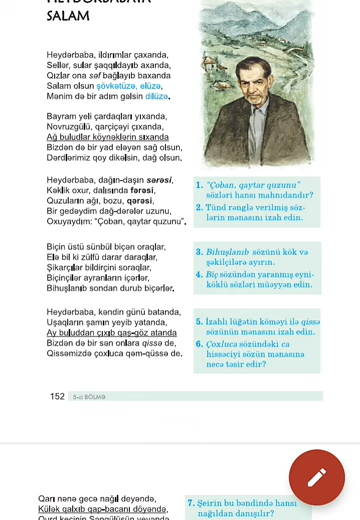 HEYDƏRBABAYA
SALAM
Heydərbaba, ildırımlar çaxanda,
Sellər, sular şaqqıldayıb axanda,
Qızlar ona səf bağlayıb baxanda
Salam olsun şövkətüzə, elüzə,
Mənim də bir adım gəlsin dilüzə.
Bayram yeli çardaqları yıxanda,
Novruzgülü, qarçiçəyi çıxanda,
Ağ buludlar köynəklərin sıxanda
Bizdən də bir yad eləyən sağ olsun,
Dərdlərimiz qoy dikəlsin, dağ olsun.
Heydərbaba, dağın-daşın sərəsi,
Kəklik oxur, dalısında fərəsi,
Quzuların ağı, bozu, qərəsi,
Bir gedəydim dağ-dərələr uzunu,
Oxuyaydım: “Çoban, qaytar quzunu”.
1. “Çoban, qaytar quzunu”
sözləri hansı mahnıdandır?
2. Tünd rənglə verilmiş söz-
lərin mənasını izah edin.
Biçin üstü sünbül biçən oraqlar,
Elə bil ki zülfü darar daraqlar,
Şikarçılar bildirçini soraqlar,
Biçinçilər ayranların içərlər,
Bihuşlanıb sondan durub biçərlər.
3. Bihuşlanıb sözünü kök və
şəkilçilərə ayırın.
4. Biç sözündən yaranmış eyni-
köklü sözləri müəyyən edin.
Heydərbaba, kəndin günü batanda,
Uşaqların şamın yeyib yatanda,
Ay buluddan çıxıb qaş-göz atanda
Bizdən də bir sən onlara qissə de,
Qissəmizdə çoxluca qəm-qüssə de.
5. İzahlı lüğətin köməyi ilə qissə
sözünün mənasını izah edin.
6. Çoxluca sözündəki ca
hissəciyi sözün mənasına
necə təsir edir?
152 5-ci BÖLMƏ
Qarı nənə gecə nağıl deyəndə,
Külək qalxıb qap-bacanı döyəndə,
Qurd keçinin Şəngülüsün yeyəndə
7. Şeirin bu bəndində hansı
nağıldan danışılır?